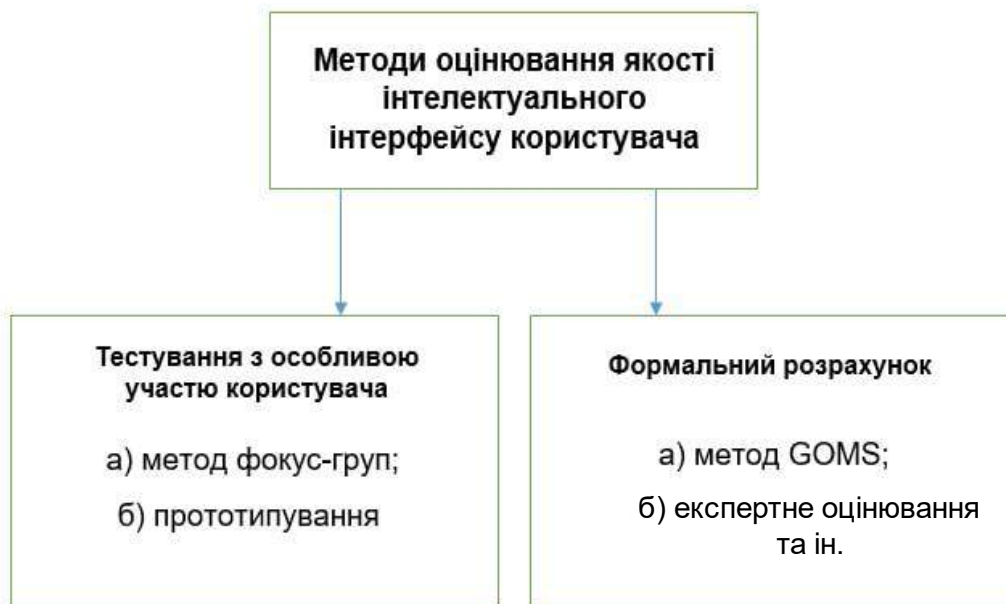 Методи оцінювання якості
інтелектуального
інтерфейсу користувача
Тестування з особливою
участю користувача
а) метод фокус-груп;
б) прототипування
Формальний розрахунок
а) метод GOMS;
б) експертне оцінювання
та ін.